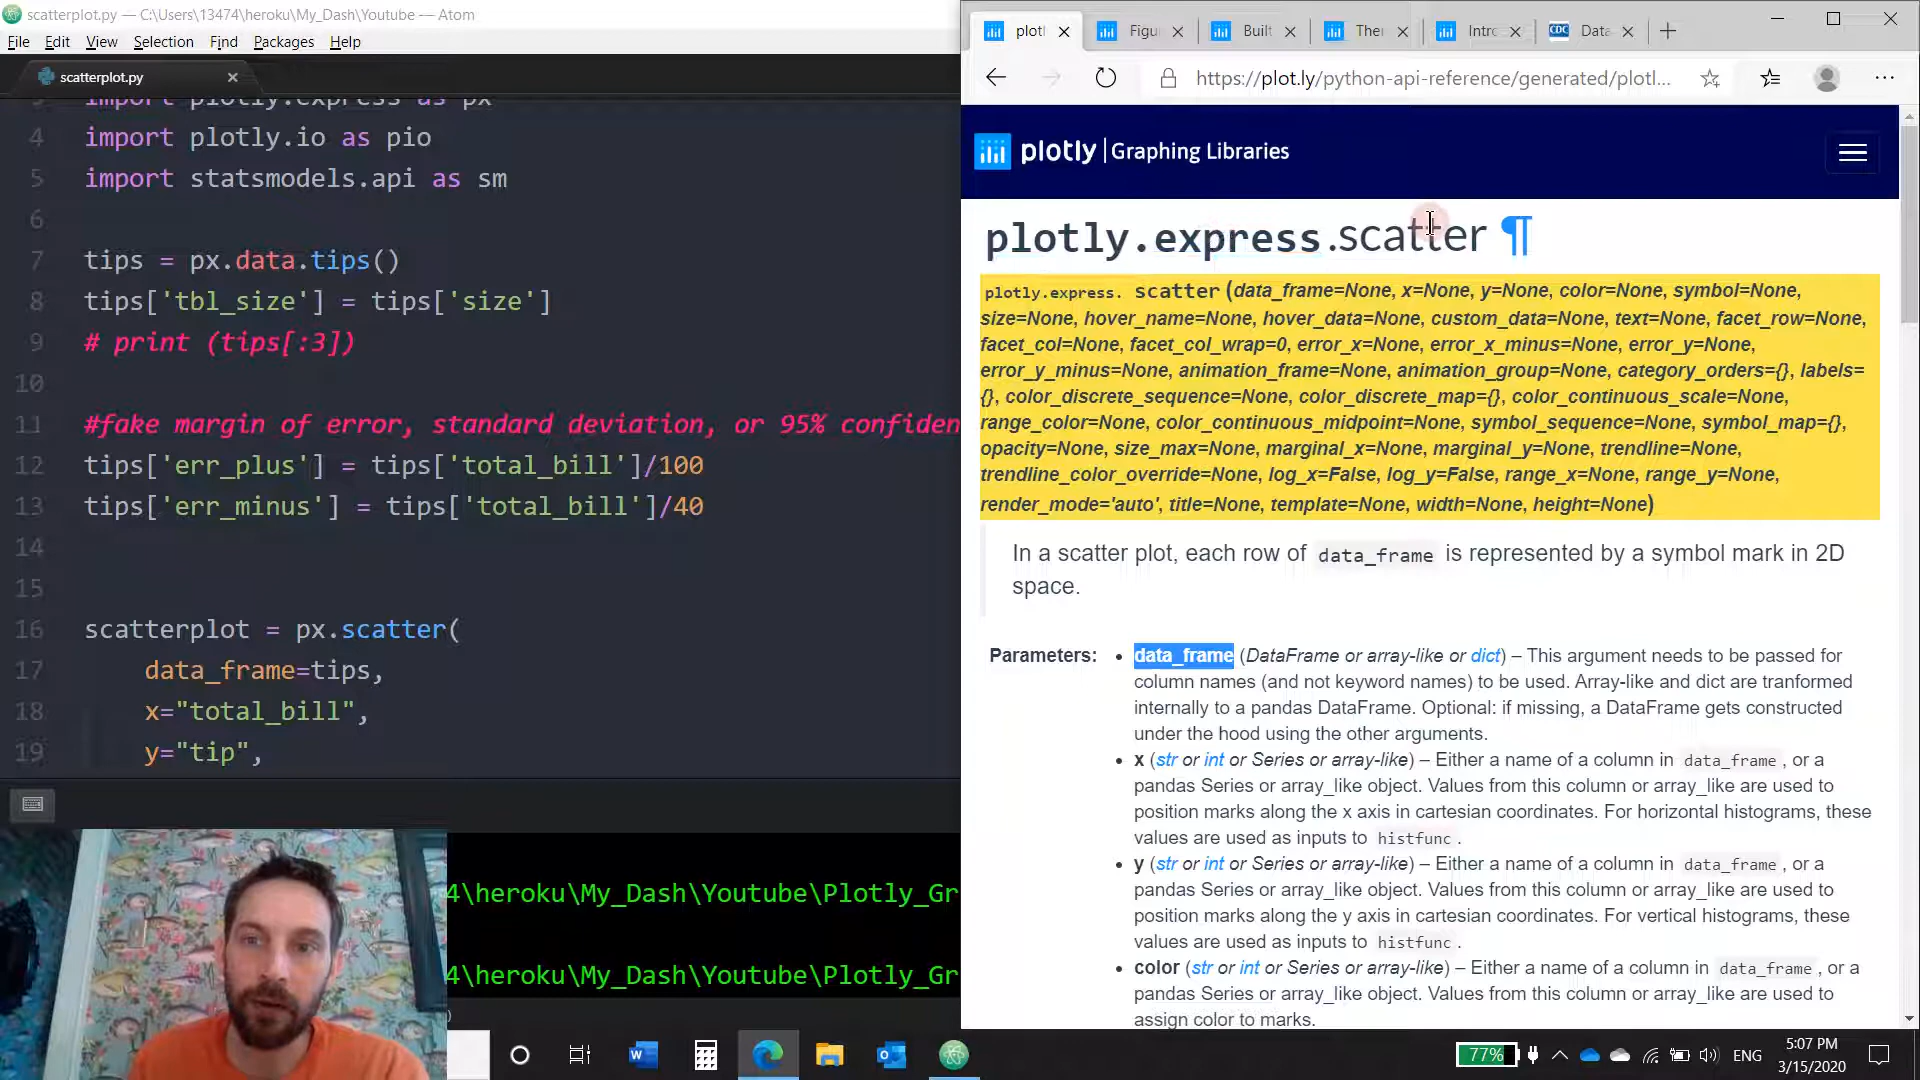 scatterplot.py — C:\Users\13474\heroku\My_Dash\Youtube — Atom
File Edit View Selection Find Packages Help
scatterplot.py
3 import plotly.express as px
4 import plotly.io as pio
5 import statsmodels.api as sm
6
7 tips = px.data.tips()
8 tips['tbl_size'] = tips['size']
9 # print (tips[:3])
10
11 #fake margin of error, standard deviation, or 95% confiden
12 tips['err_plus'] = tips['total_bill']/100
13 tips['err_minus'] = tips['total_bill']/40
14
15
16 scatterplot = px.scatter(
17 data_frame=tips,
18 x="total_bill",
19 y="tip",
4\heroku\My_Dash\Youtube\Plotly_Gr
4\heroku\My_Dash\Youtube\Plotly_Gr
plotl Figu Built Ther Intro CDC Data
https://plot.ly/python-api-reference/generated/plotl...
plotly | Graphing Libraries
plotly.express.scatter ¶
plotly.express. scatter (data_frame=None, x=None, y=None, color=None, symbol=None,
size=None, hover_name=None, hover_data=None, custom_data=None, text=None, facet_row=None,
facet_col=None, facet_col_wrap=0, error_x=None, error_x_minus=None, error_y=None,
error_y_minus=None, animation_frame=None, animation_group=None, category_orders={}, labels=
{}, color_discrete_sequence=None, color_discrete_map={}, color_continuous_scale=None,
range_color=None, color_continuous_midpoint=None, symbol_sequence=None, symbol_map={},
opacity=None, size_max=None, marginal_x=None, marginal_y=None, trendline=None,
trendline_color_override=None, log_x=False, log_y=False, range_x=None, range_y=None,
render_mode='auto', title=None, template=None, width=None, height=None)
In a scatter plot, each row of data_frame is represented by a symbol mark in 2D
space.
Parameters: • data_frame (DataFrame or array-like or dict) – This argument needs to be passed for
column names (and not keyword names) to be used. Array-like and dict are tranformed
internally to a pandas DataFrame. Optional: if missing, a DataFrame gets constructed
under the hood using the other arguments.
• x (str or int or Series or array-like) – Either a name of a column in data_frame , or a
pandas Series or array_like object. Values from this column or array_like are used to
position marks along the x axis in cartesian coordinates. For horizontal histograms, these
values are used as inputs to histfunc .
• y (str or int or Series or array-like) – Either a name of a column in data_frame , or a
pandas Series or array_like object. Values from this column or array_like are used to
position marks along the y axis in cartesian coordinates. For vertical histograms, these
values are used as inputs to histfunc .
• color (str or int or Series or array-like) – Either a name of a column in data_frame , or a
pandas Series or array_like object. Values from this column or array_like are used to
assign color to marks.
77% ENG
5:07 PM
3/15/2020